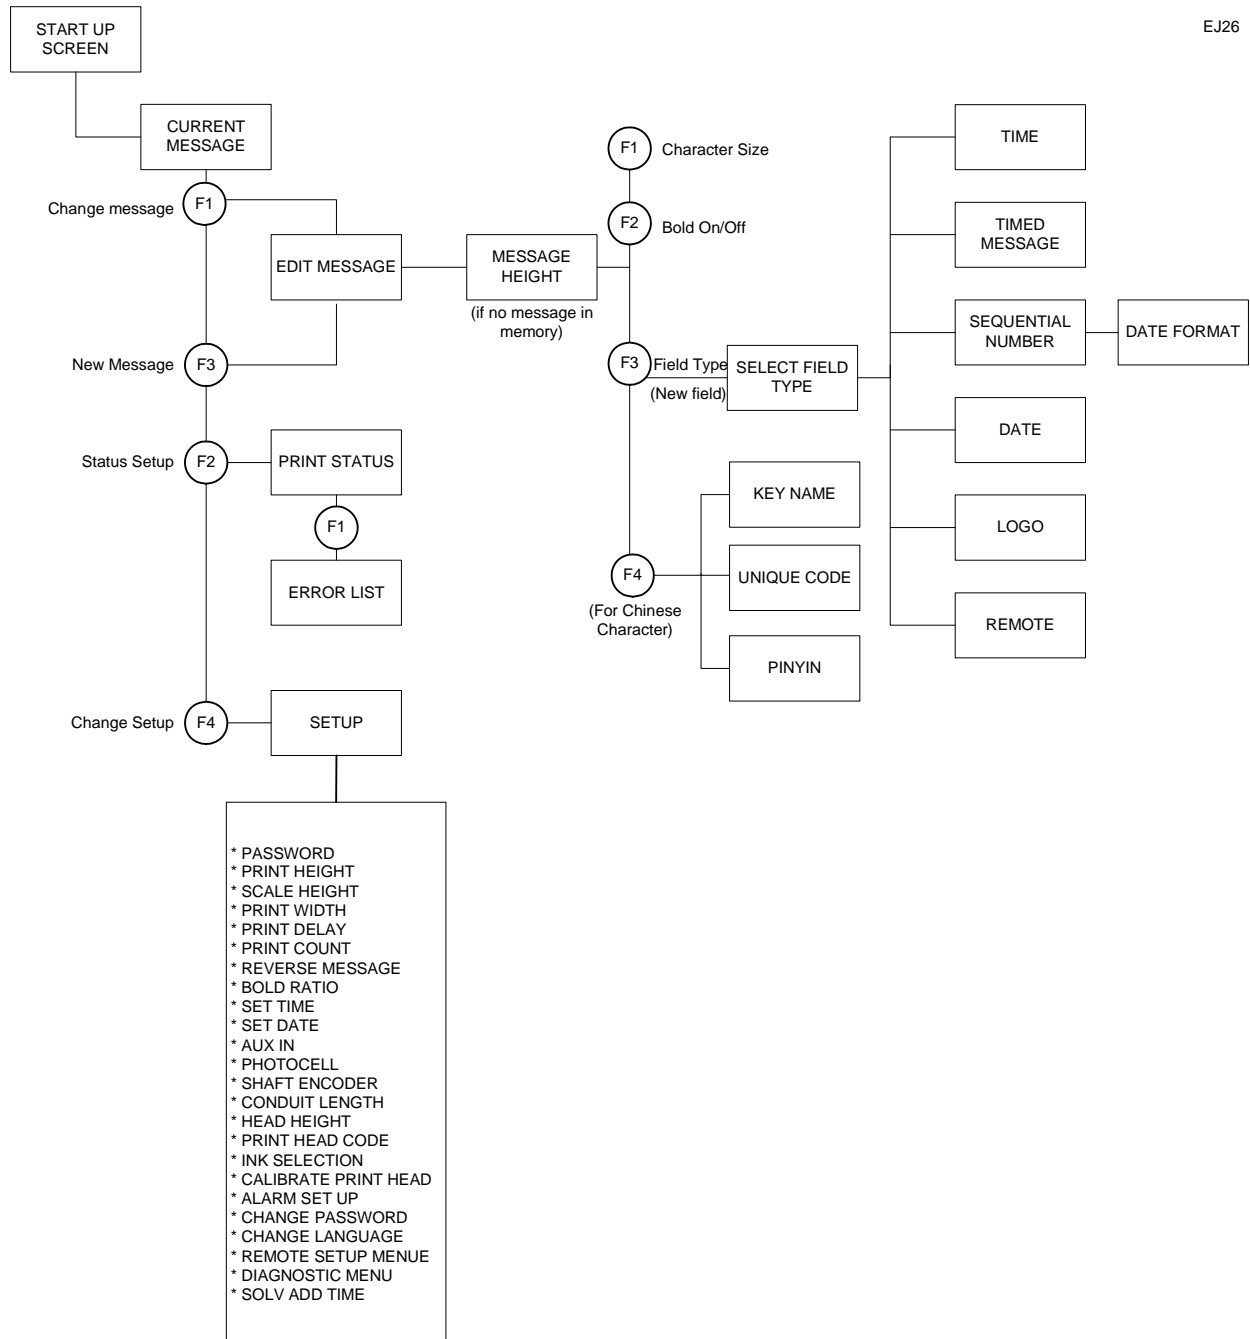 START UP
SCREEN
EJ26
CURRENT
MESSAGE
Change message
F1
EDIT MESSAGE
MESSAGE
HEIGHT
(if no message in
memory)
New Message
F3
Status Setup
F2
PRINT STATUS
F1
ERROR LIST
Change Setup
F4
SETUP
F1
Character Size
F2
Bold On/Off
F3
Field Type
(New field)
SELECT FIELD
TYPE
F4
(For Chinese
Character)
KEY NAME
UNIQUE CODE
PINYIN
TIME
TIMED
MESSAGE
SEQUENTIAL
NUMBER
DATE FORMAT
DATE
LOGO
REMOTE
* PASSWORD
* PRINT HEIGHT
* SCALE HEIGHT
* PRINT WIDTH
* PRINT DELAY
* PRINT COUNT
* REVERSE MESSAGE
* BOLD RATIO
* SET TIME
* SET DATE
* AUX IN
* PHOTOCELL
* SHAFT ENCODER
* CONDUIT LENGTH
* HEAD HEIGHT
* PRINT HEAD CODE
* INK SELECTION
* CALIBRATE PRINT HEAD
* ALARM SET UP
* CHANGE PASSWORD
* CHANGE LANGUAGE
* REMOTE SETUP MENUE
* DIAGNOSTIC MENU
* SOLV ADD TIME